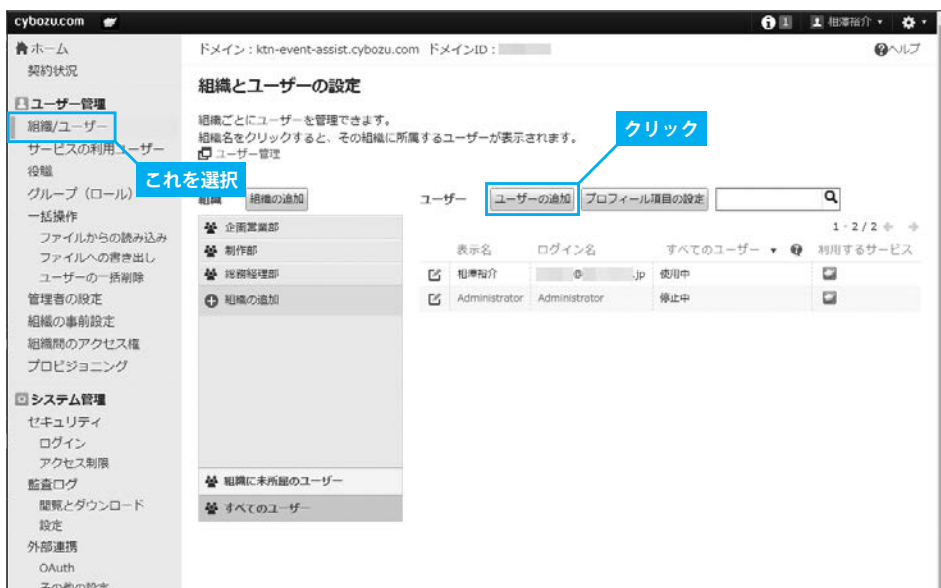 cybozu.com
1 相澤裕介
ホーム
契約状況
ユーザー管理
組織/ユーザー
サービスの利用ユーザー
役職
グループ（ロール）
一括操作
ファイルからの読み込み
ファイルへの書き出し
ユーザーの一括削除
管理者の設定
組織の事前設定
組織間のアクセス権
プロビジョニング
システム管理
セキュリティ
ログイン
アクセス制限
監査ログ
閲覧とダウンロード
設定
外部連携
OAuth
その他の設定
これを選択
ドメイン：ktn-event-assist.cybozu.com ドメインID：
ヘルプ
組織とユーザーの設定
組織ごとにユーザーを管理できます。
組織名をクリックすると、その組織に所属するユーザーが表示されます。
ユーザー管理
クリック
組織 組織の追加
企画営業部
制作部
総務経理部
組織の追加
組織に未所属のユーザー
すべてのユーザー
ユーザー ユーザーの追加 プロフィール項目の設定
1 - 2 / 2
表示名 ログイン名 すべてのユーザー 利用するサービス
相澤裕介 @ .jp 使用中
Administrator Administrator 停止中